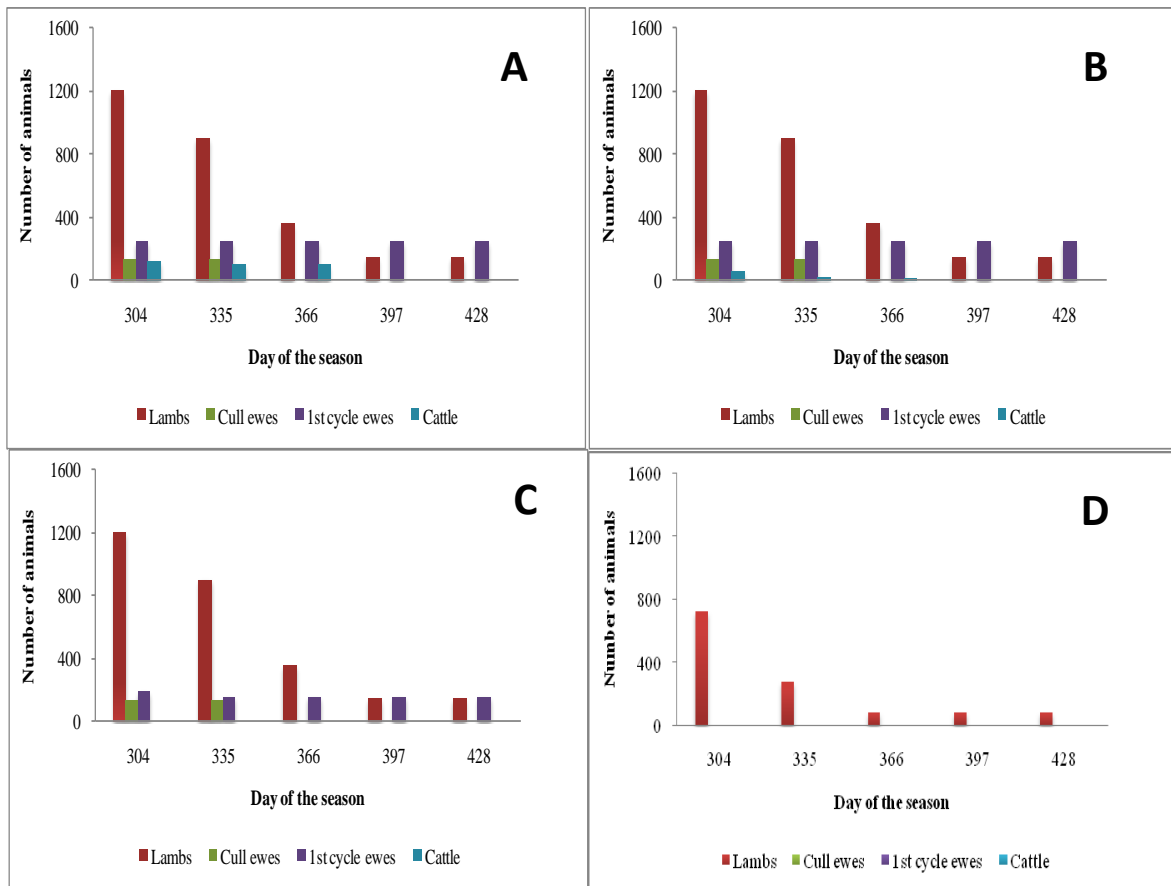 A
Number of animals
1600
1200
800
400
0
304 335 366 397 428
Day of the season
Lambs Cull ewes 1st cycle ewes Cattle
B
Number of animals
1600
1200
800
400
0
304 335 366 397 428
Day of the season
Lambs Cull ewes 1st cycle ewes Cattle
C
Number of animals
1600
1200
800
400
0
304 335 366 397 428
Day of the season
Lambs Cull ewes 1st cycle ewes Cattle
D
Number of animals
1600
1200
800
400
0
304 335 366 397 428
Day of the season
Lambs Cull ewes 1st cycle ewes Cattle